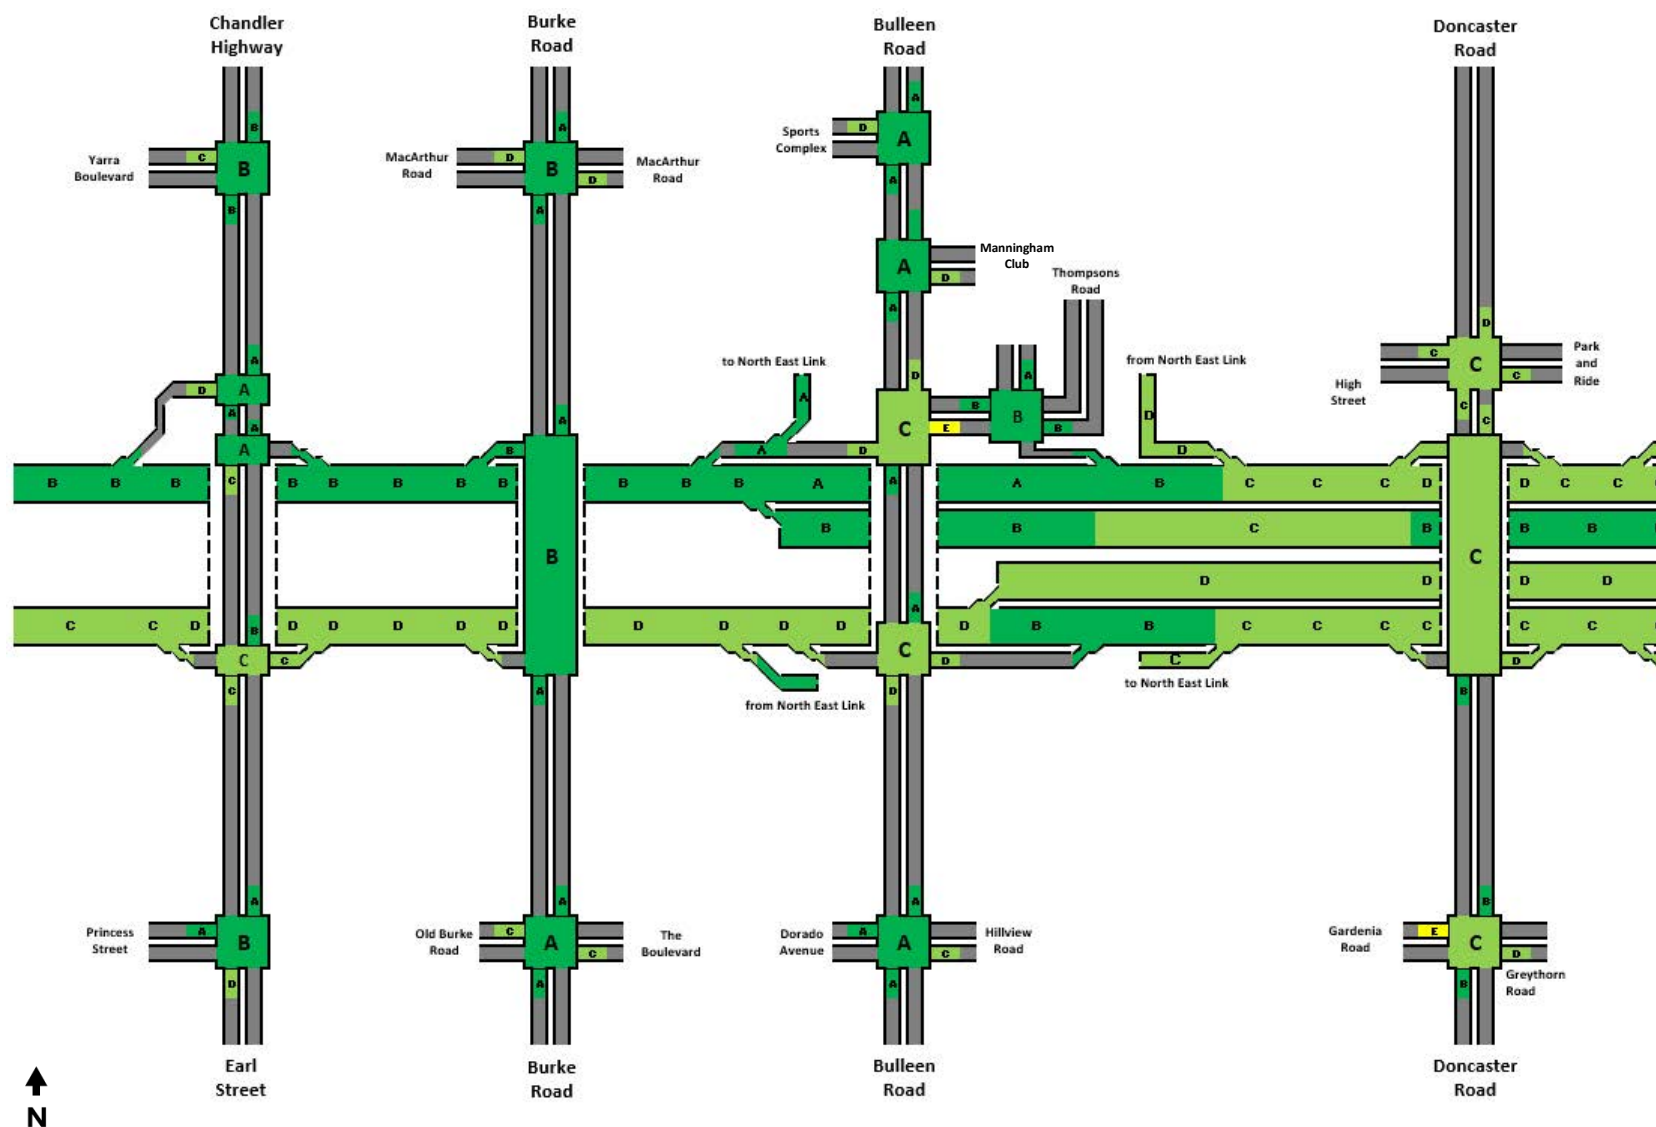 Chandler
Highway
Burke
Road
Bulleen
Road
Doncaster
Road
A
B
A
D
Sports
Complex
A
Yarra
Boulevard
C
B
MacArthur
Road
D
B
MacArthur
Road
D
A
B
A
A
Manningham
Club
D
Thompsons
Road
A
D
C
Park
and
Ride
High
Street
C
C
to North East Link
from North East Link
A
D
A
D
A
A
A
D
B
B
C
E
B
B
C
C
A
A
B
A
D
D
D
B
B
B
C
B
B
B
B
B
B
B
B
A
A
A
B
C
C
C
D
D
C
C
B
B
C
B
B
B
B
C
D
D
D
D
A
C
C
D
B
D
D
D
D
D
D
D
D
D
D
B
B
C
C
C
C
C
C
C
C
C
D
C
D
to North East Link
from North East Link
C
A
D
B
A
A
A
B
Princess
Street
A
B
Old Burke
Road
C
A
The
Boulevard
C
Dorado
Avenue
A
A
Hillview
Road
C
Gardenia
Road
E
C
D
Greythorn
Road
D
A
A
B
N
Earl
Street
Burke
Road
Bulleen
Road
Doncaster
Road